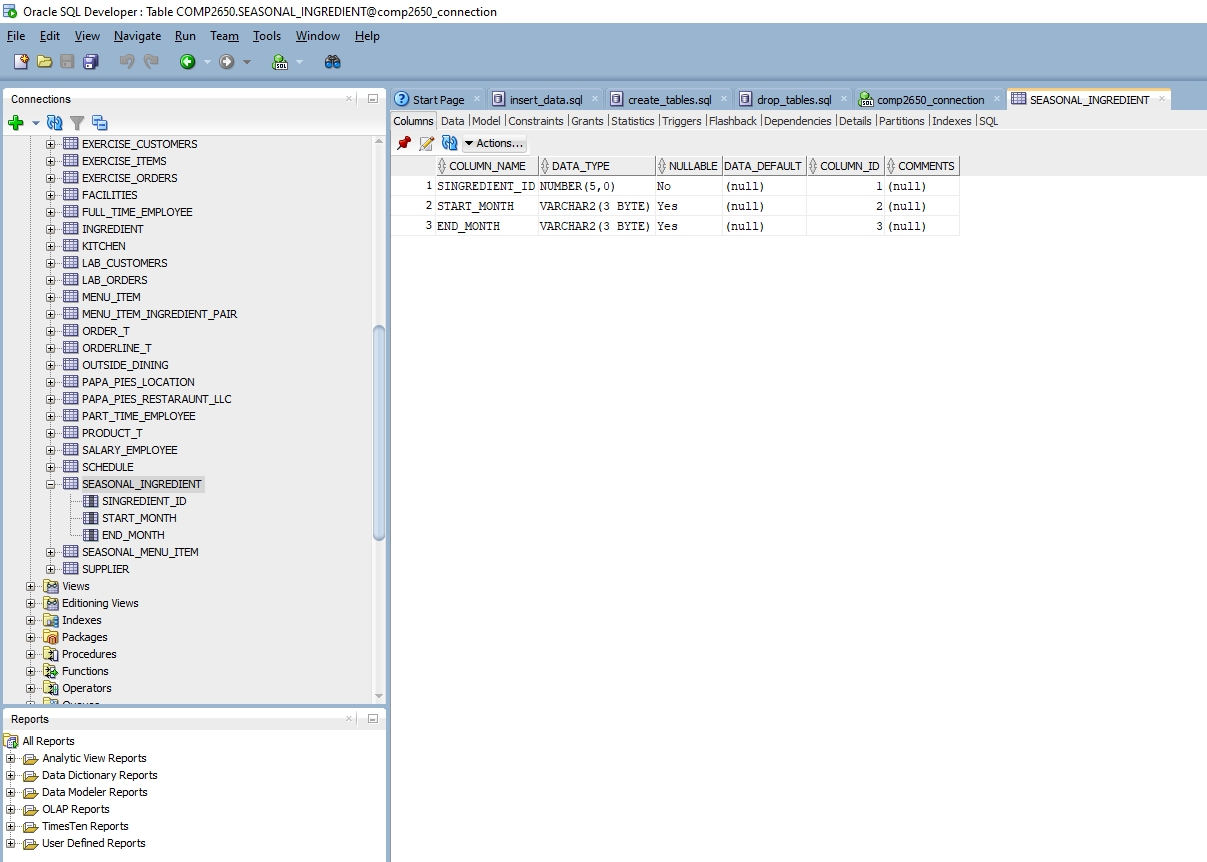 Oracle SQL Developer : Table COMP2650.SEASONAL_INGREDIENT@comp2650_connection
File Edit View Navigate Run Team Tools Window Help
Connections
EXERCISE_CUSTOMERS
EXERCISE_ITEMS
EXERCISE_ORDERS
FACILITIES
FULL_TIME_EMPLOYEE
INGREDIENT
KITCHEN
LAB_CUSTOMERS
LAB_ORDERS
MENU_ITEM
MENU_ITEM_INGREDIENT_PAIR
ORDER_T
ORDERLINE_T
OUTSIDE_DINING
PAPA_PIES_LOCATION
PAPA_PIES_RESTARAUNT_LLC
PART_TIME_EMPLOYEE
PRODUCT_T
SALARY_EMPLOYEE
SCHEDULE
SEASONAL_INGREDIENT
SINGREDIENT_ID
START_MONTH
END_MONTH
SEASONAL_MENU_ITEM
SUPPLIER
Views
Editioning Views
Indexes
Packages
Procedures
Functions
Operators
Queues
Reports
All Reports
Analytic View Reports
Data Dictionary Reports
Data Modeler Reports
OLAP Reports
TimesTen Reports
User Defined Reports
Start Page insert_data.sql create_tables.sql drop_tables.sql comp2650_connection SEASONAL_INGREDIENT
Columns Data Model Constraints Grants Statistics Triggers Flashback Dependencies Details Partitions Indexes SQL
Actions...
COLUMN_NAME DATA_TYPE NULLABLE DATA_DEFAULT COLUMN_ID COMMENTS
1 SINGREDIENT_ID NUMBER(5,0) No (null) 1 (null)
2 START_MONTH VARCHAR2(3 BYTE) Yes (null) 2 (null)
3 END_MONTH VARCHAR2(3 BYTE) Yes (null) 3 (null)